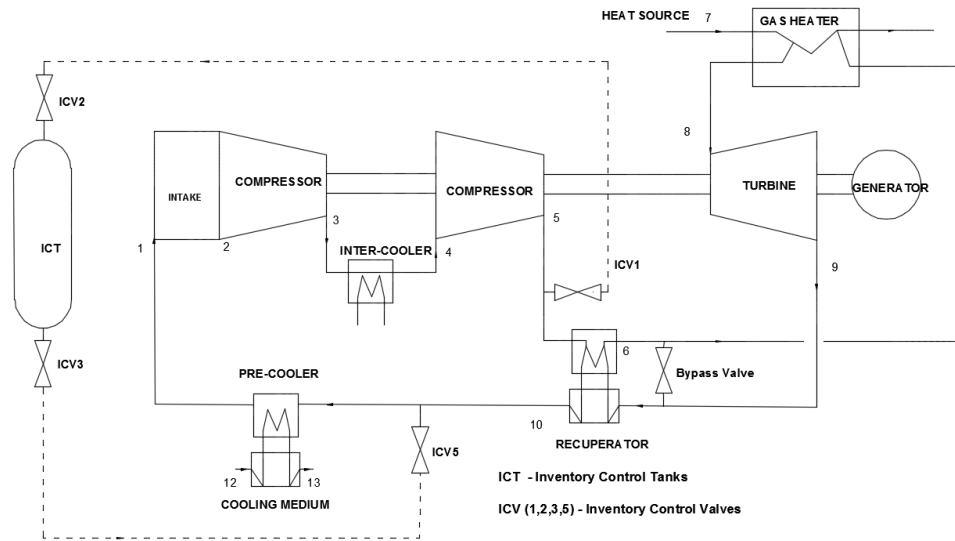 HEAT SOURCE 7
GAS HEATER
ICV2
8
COMPRESSOR
COMPRESSOR
TURBINE
GENERATOR
INTAKE
ICT
1
2
3
4
5
INTER-COOLER
ICV1
9
ICV3
6
Bypass Valve
PRE-COOLER
10
RECUPERATOR
ICV5
12
13
COOLING MEDIUM
ICT - Inventory Control Tanks
ICV (1,2,3,5) - Inventory Control Valves